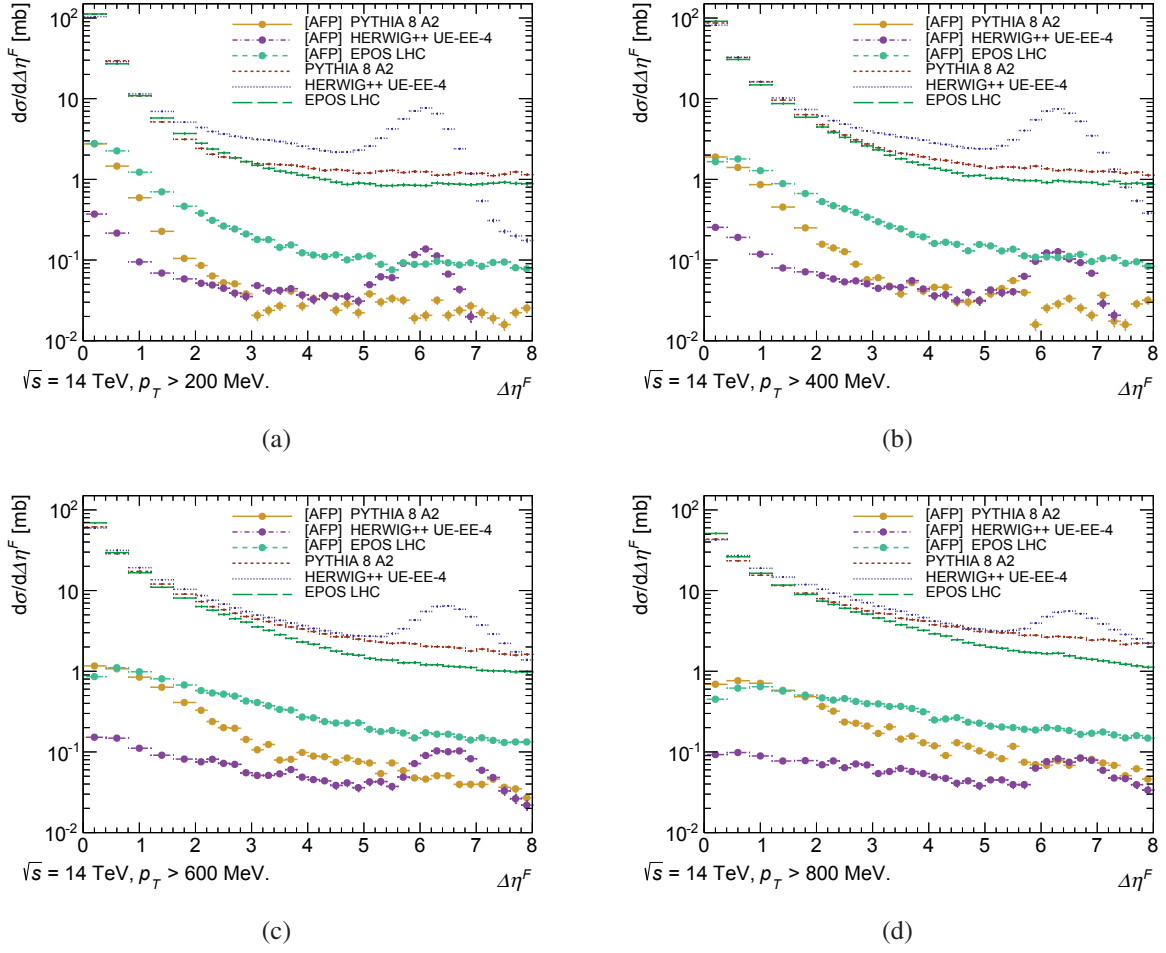 dσ/dΔη^F [mb]
10^2
10
1
10^-1
10^-2
[AFP] PYTHIA 8 A2
[AFP] HERWIG++ UE-EE-4
[AFP] EPOS LHC
PYTHIA 8 A2
HERWIG++ UE-EE-4
EPOS LHC
0 1 2 3 4 5 6 7 8
√s = 14 TeV, p_T > 200 MeV. Δη^F
(a)
dσ/dΔη^F [mb]
10^2
10
1
10^-1
10^-2
[AFP] PYTHIA 8 A2
[AFP] HERWIG++ UE-EE-4
[AFP] EPOS LHC
PYTHIA 8 A2
HERWIG++ UE-EE-4
EPOS LHC
0 1 2 3 4 5 6 7 8
√s = 14 TeV, p_T > 400 MeV. Δη^F
(b)
dσ/dΔη^F [mb]
10^2
10
1
10^-1
10^-2
[AFP] PYTHIA 8 A2
[AFP] HERWIG++ UE-EE-4
[AFP] EPOS LHC
PYTHIA 8 A2
HERWIG++ UE-EE-4
EPOS LHC
0 1 2 3 4 5 6 7 8
√s = 14 TeV, p_T > 600 MeV. Δη^F
(c)
dσ/dΔη^F [mb]
10^2
10
1
10^-1
10^-2
[AFP] PYTHIA 8 A2
[AFP] HERWIG++ UE-EE-4
[AFP] EPOS LHC
PYTHIA 8 A2
HERWIG++ UE-EE-4
EPOS LHC
0 1 2 3 4 5 6 7 8
√s = 14 TeV, p_T > 800 MeV. Δη^F
(d)